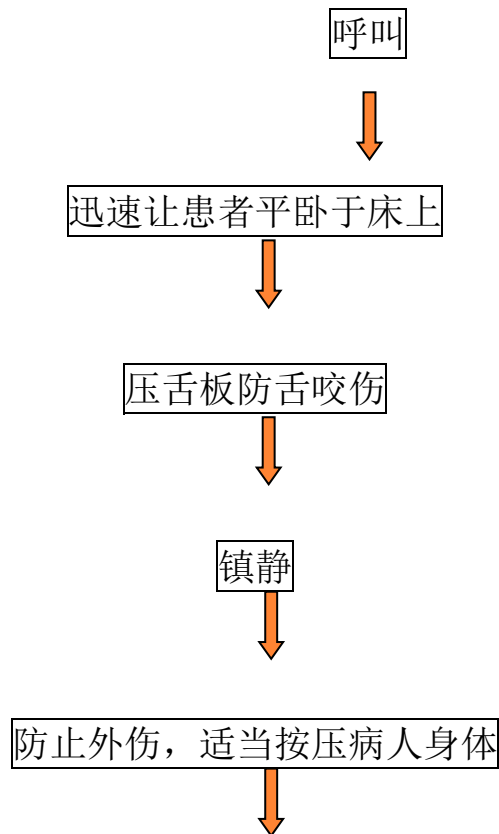 呼叫
迅速让患者平卧于床上
压舌板防舌咬伤
镇静
防止外伤，适当按压病人身体